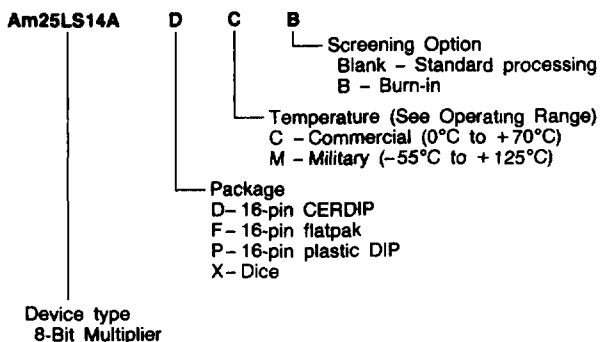 Am25LS14A D C B
Screening Option
Blank – Standard processing
B – Burn-in
Temperature (See Operating Range)
C – Commercial (0°C to +70°C)
M – Military (–55°C to +125°C)
Package
D– 16-pin CERDIP
F – 16-pin flatpak
P – 16-pin plastic DIP
X – Dice
Device type
8-Bit Multiplier